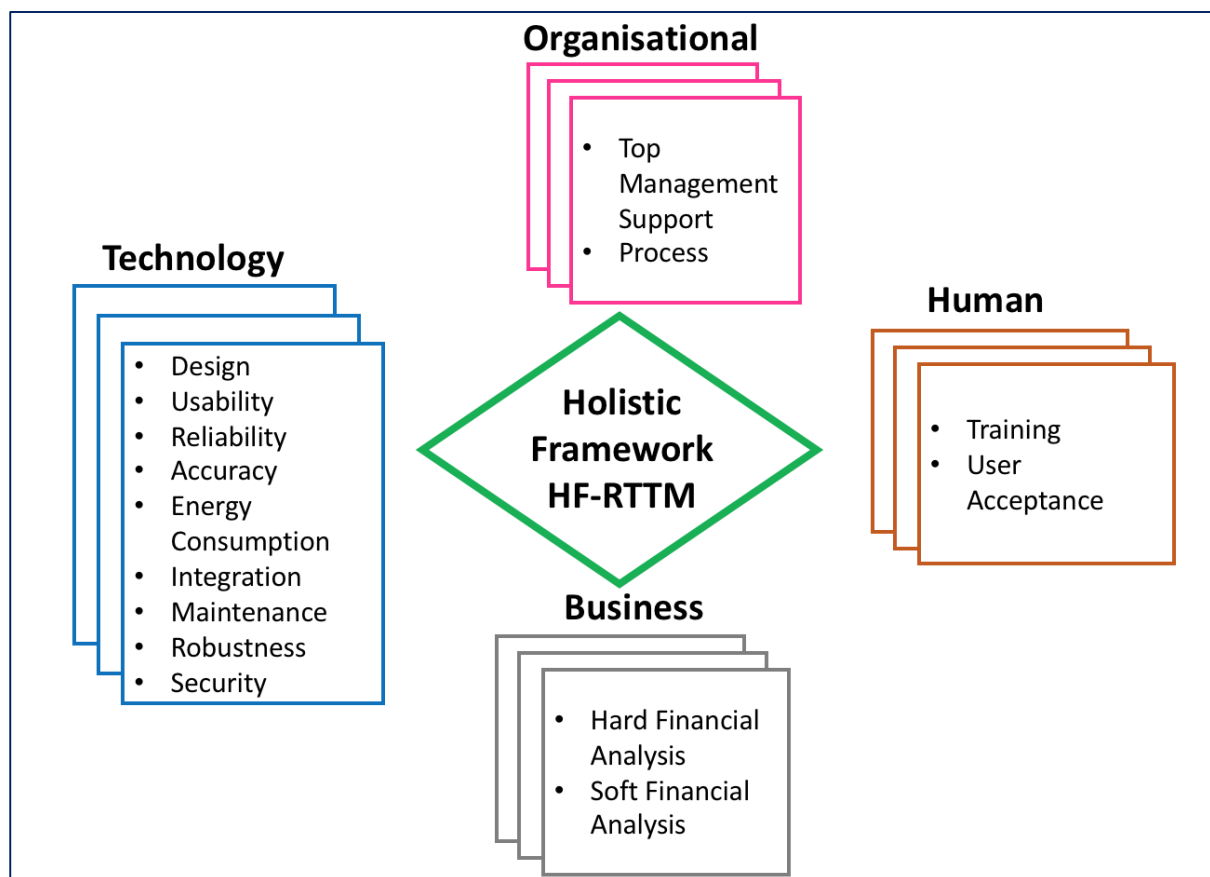 Organisational
• Top
Management
Support
• Process
Technology
• Design
• Usability
• Reliability
• Accuracy
• Energy
Consumption
• Integration
• Maintenance
• Robustness
• Security
Holistic
Framework
HF-RTTM
Human
• Training
• User
Acceptance
Business
• Hard Financial
Analysis
• Soft Financial
Analysis